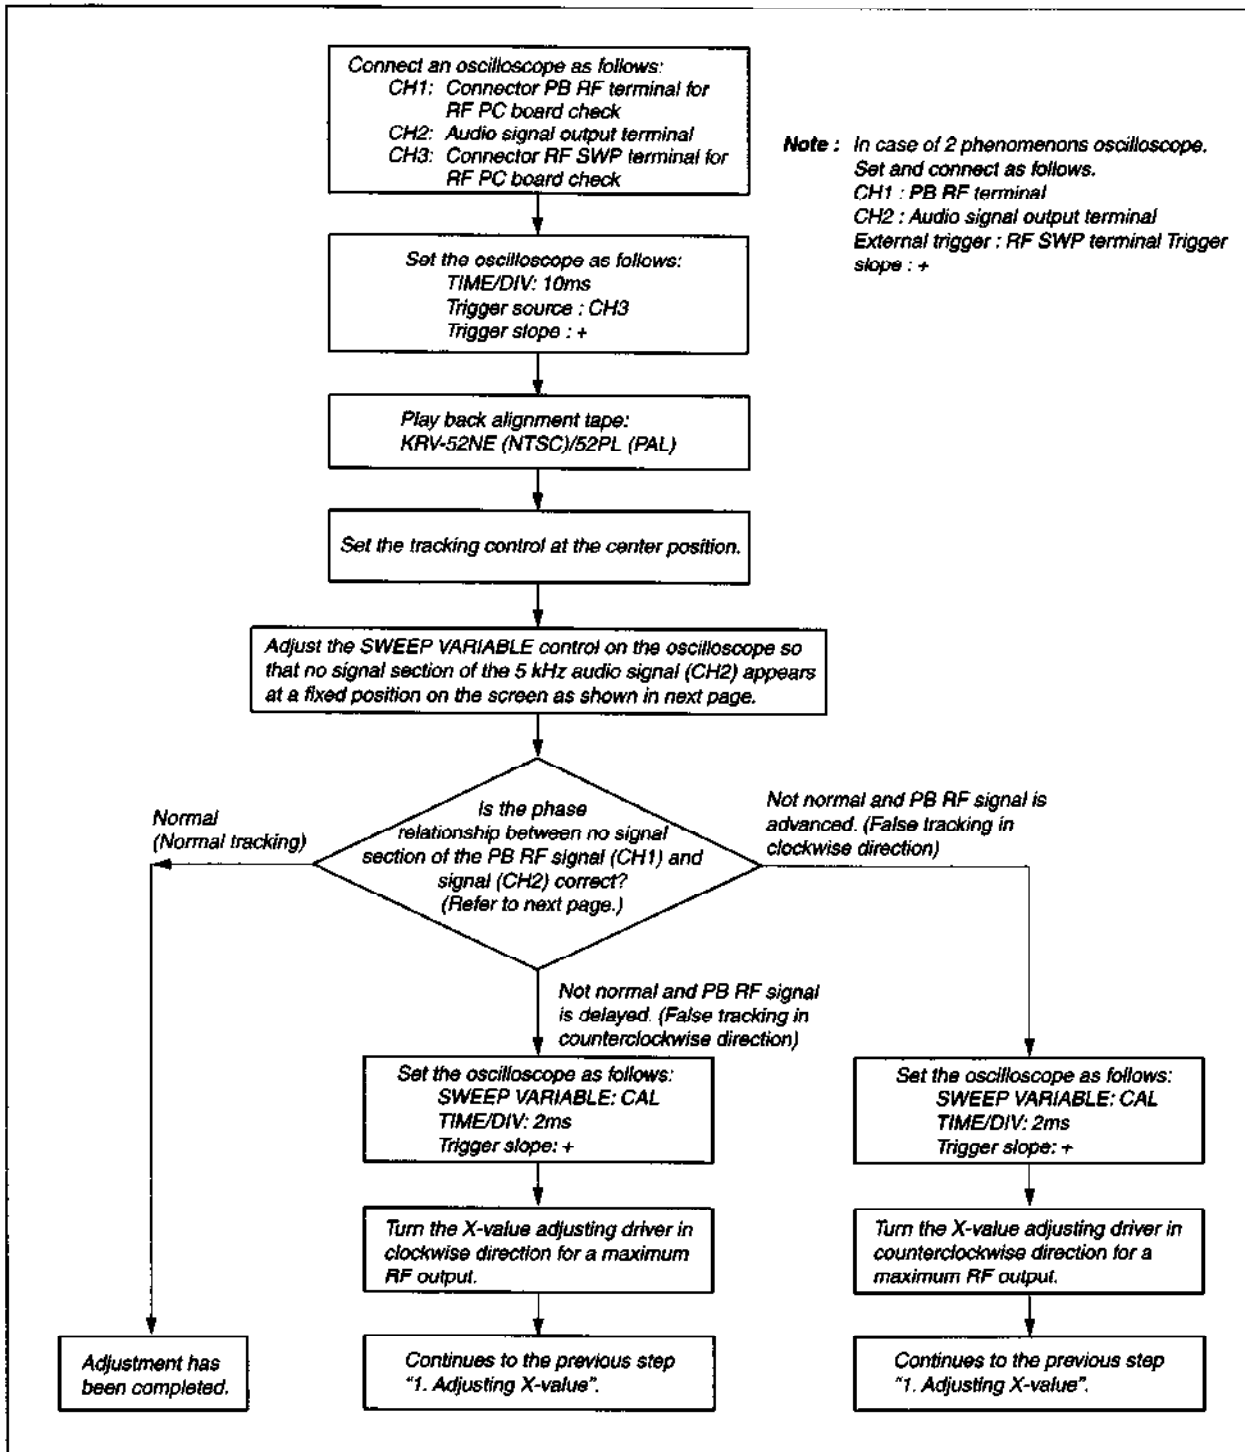 Connect an oscilloscope as follows:
CH1: Connector PB RF terminal for
RF PC board check
CH2: Audio signal output terminal
CH3: Connector RF SWP terminal for
RF PC board check
Note : In case of 2 phenomenons oscilloscope.
Set and connect as follows.
CH1 : PB RF terminal
CH2 : Audio signal output terminal
External trigger : RF SWP terminal Trigger
slope : +
Set the oscilloscope as follows:
TIME/DIV: 10ms
Trigger source : CH3
Trigger slope : +
Play back alignment tape:
KRV-52NE (NTSC)/52PL (PAL)
Set the tracking control at the center position.
Adjust the SWEEP VARIABLE control on the oscilloscope so
that no signal section of the 5 kHz audio signal (CH2) appears
at a fixed position on the screen as shown in next page.
Is the phase
relationship between no signal
section of the PB RF signal (CH1) and
signal (CH2) correct?
(Refer to next page.)
Normal
(Normal tracking)
Not normal and PB RF signal is
advanced. (False tracking in
clockwise direction)
Not normal and PB RF signal
is delayed. (False tracking in
counterclockwise direction)
Set the oscilloscope as follows:
SWEEP VARIABLE: CAL
TIME/DIV: 2ms
Trigger slope: +
Set the oscilloscope as follows:
SWEEP VARIABLE: CAL
TIME/DIV: 2ms
Trigger slope: +
Turn the X-value adjusting driver in
clockwise direction for a maximum
RF output.
Turn the X-value adjusting driver in
counterclockwise direction for a
maximum RF output.
Adjustment has
been completed.
Continues to the previous step
"1. Adjusting X-value".
Continues to the previous step
"1. Adjusting X-value".